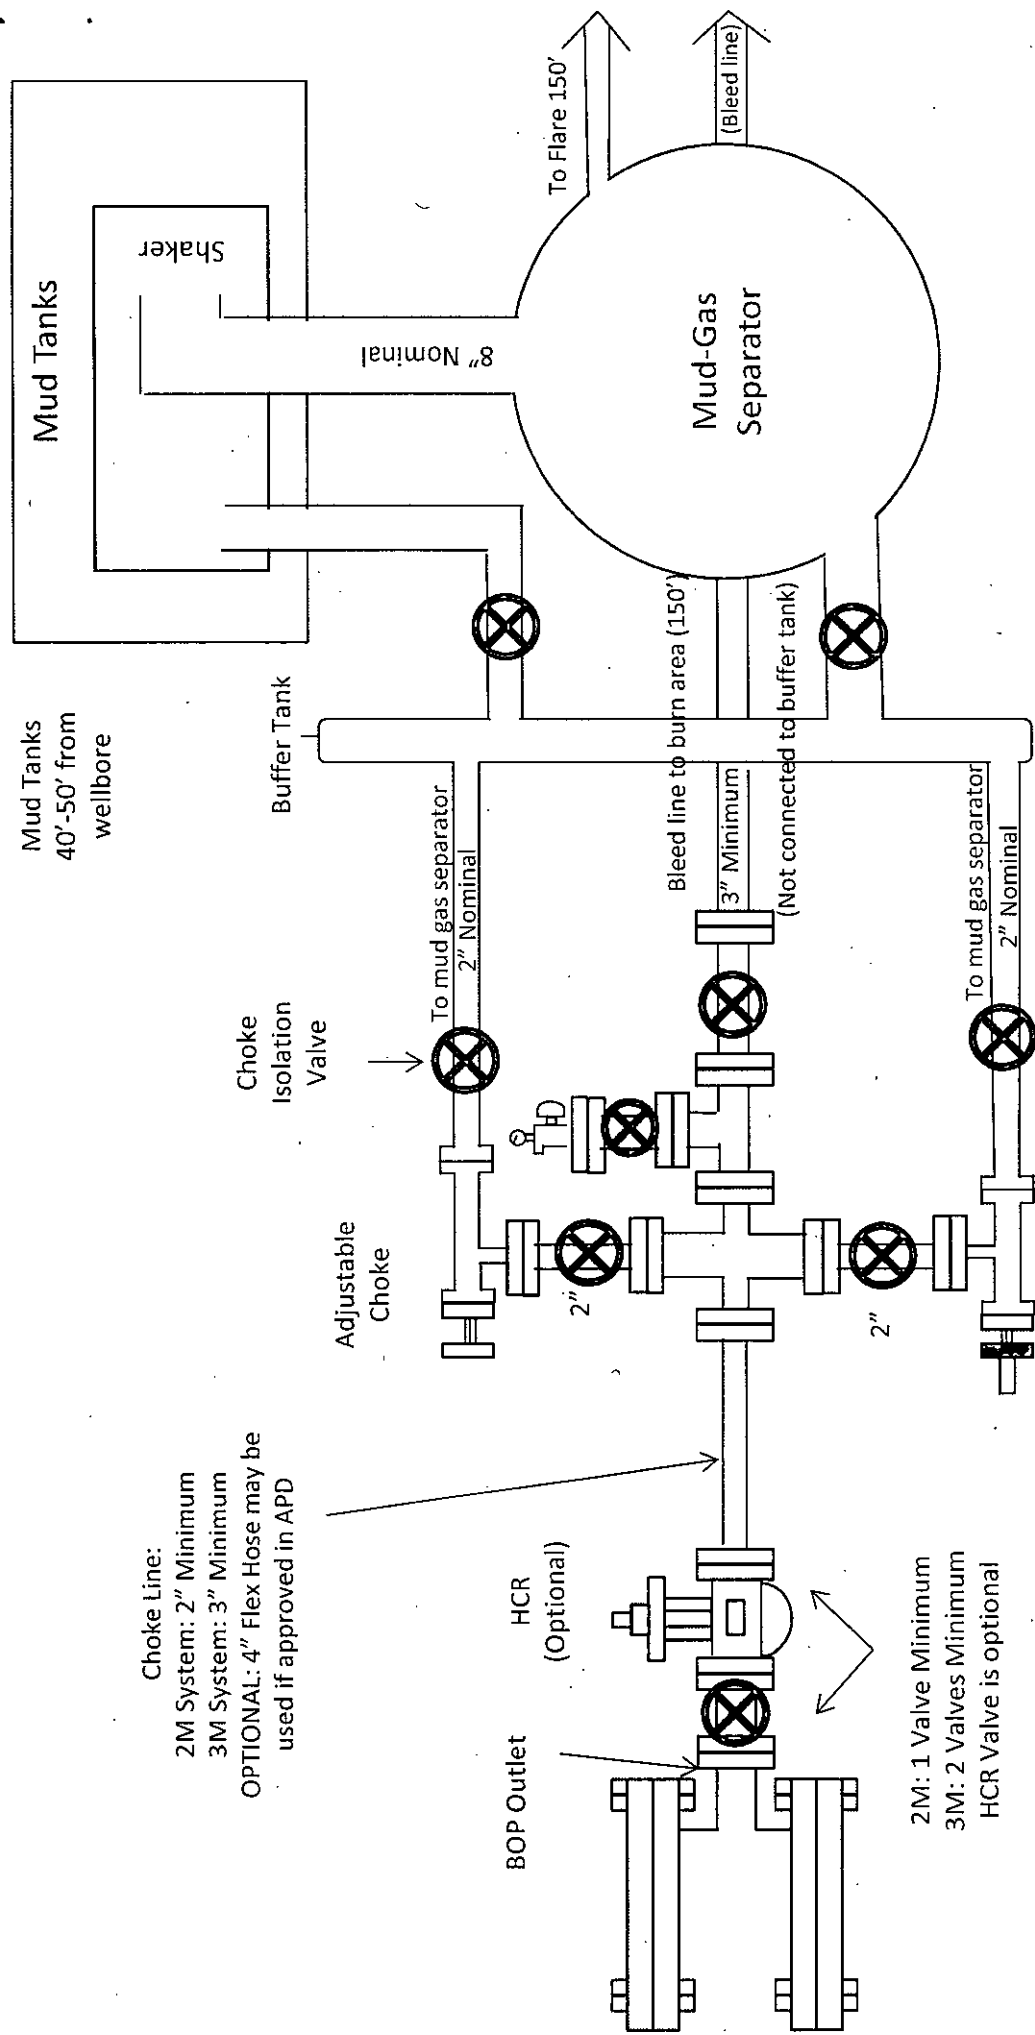 Mud Tanks
40'-50' from
wellbore
Mud Tanks
Shaker
8" Nominal
Buffer Tank
To Flare 150'
(Bleed line)
Mud-Gas
Separator
Choke
Isolation
Valve
To mud gas separator
2" Nominal
Bleed line to burn area (150')
3" Minimum
(Not connected to buffer tank)
To mud gas separator
2" Nominal
Adjustable
Choke
2"
2"
Choke Line:
2M System: 2" Minimum
3M System: 3" Minimum
OPTIONAL: 4" Flex Hose may be
used if approved in APD
HCR
(Optional)
BOP Outlet
2M: 1 Valve Minimum
3M: 2 Valves Minimum
HCR Valve is optional